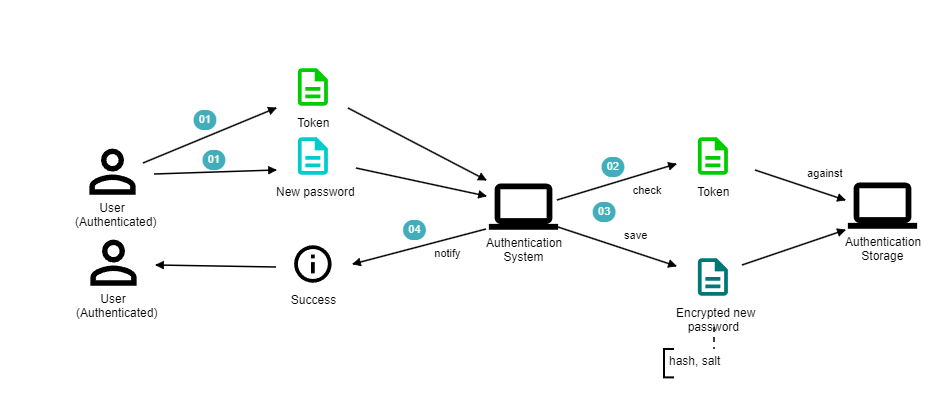 01
Token
01
New password
User
(Authenticated)
02
check
Token
against
03
save
Authentication
System
Authentication
Storage
04
notify
User
(Authenticated)
Success
Encrypted new
password
hash, salt